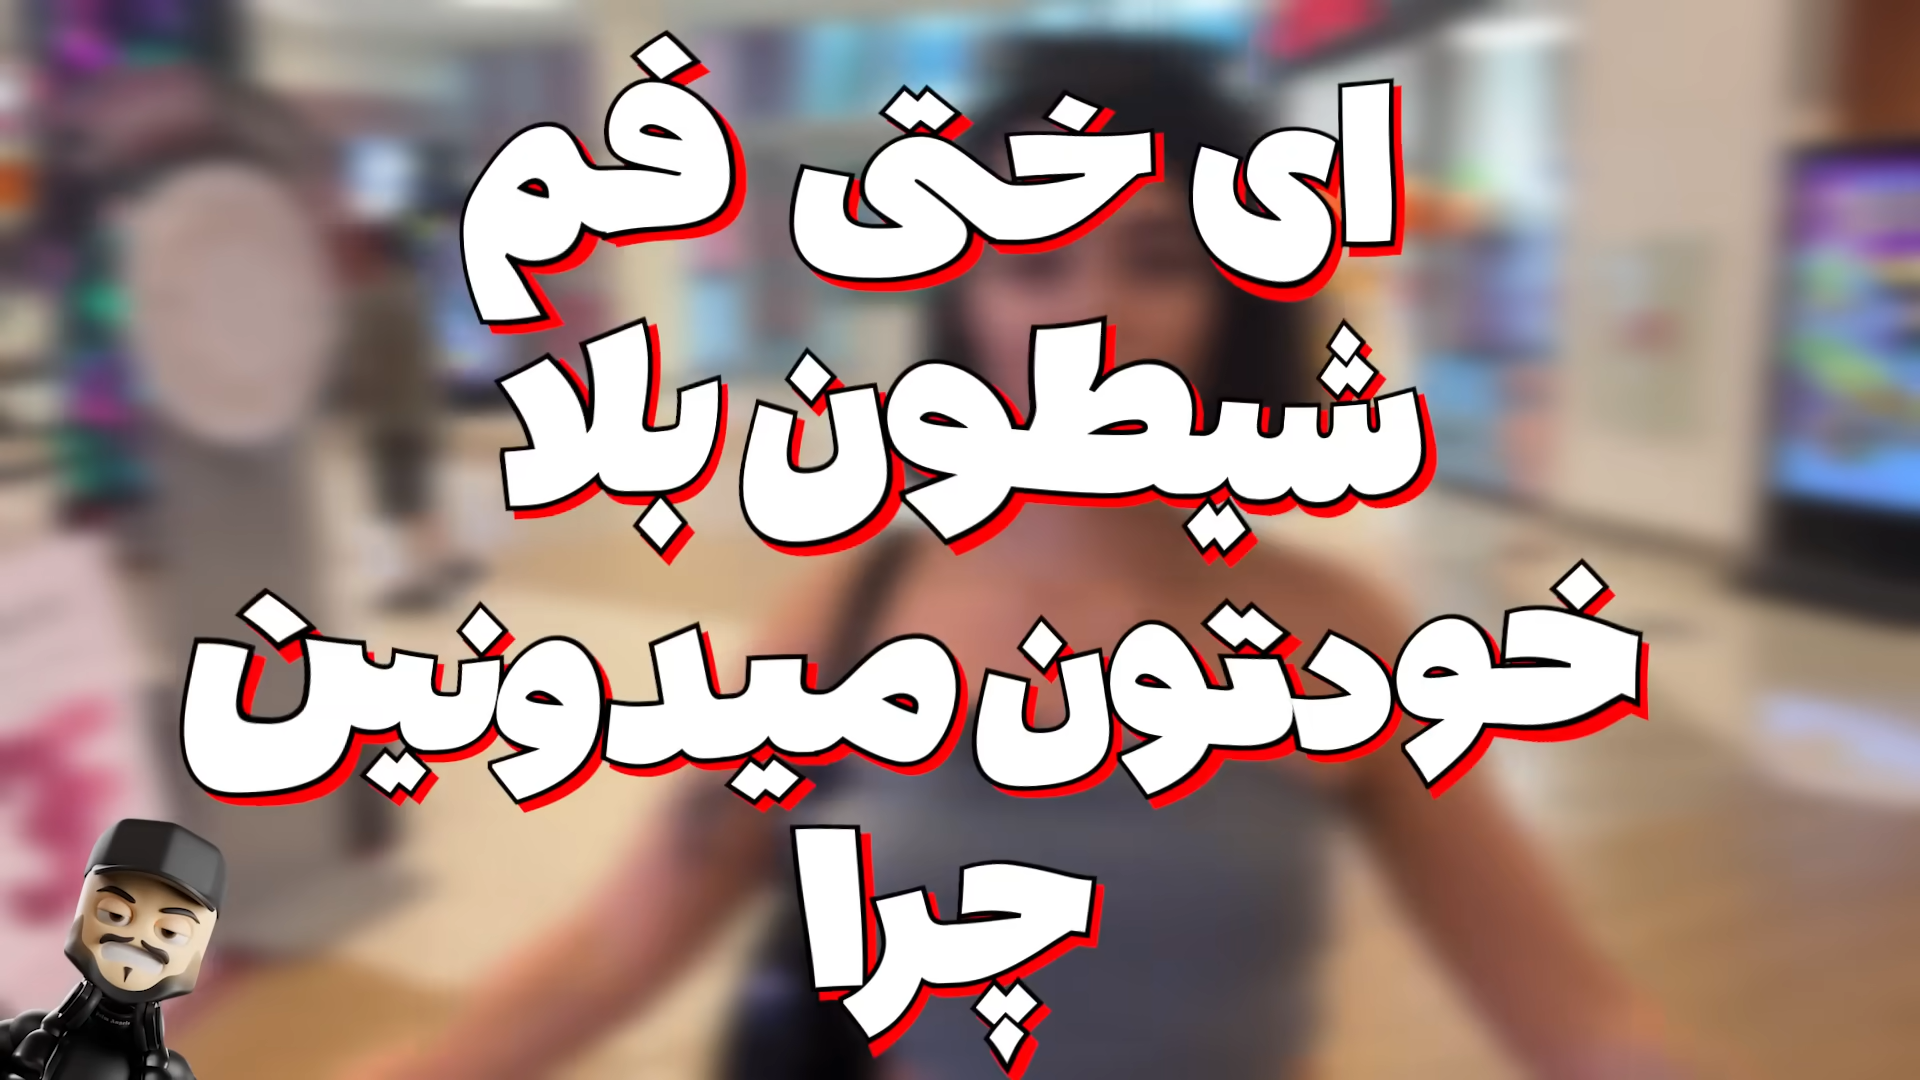 ای ختی فم
شیطون بلا
خودتون میدونین
چرا